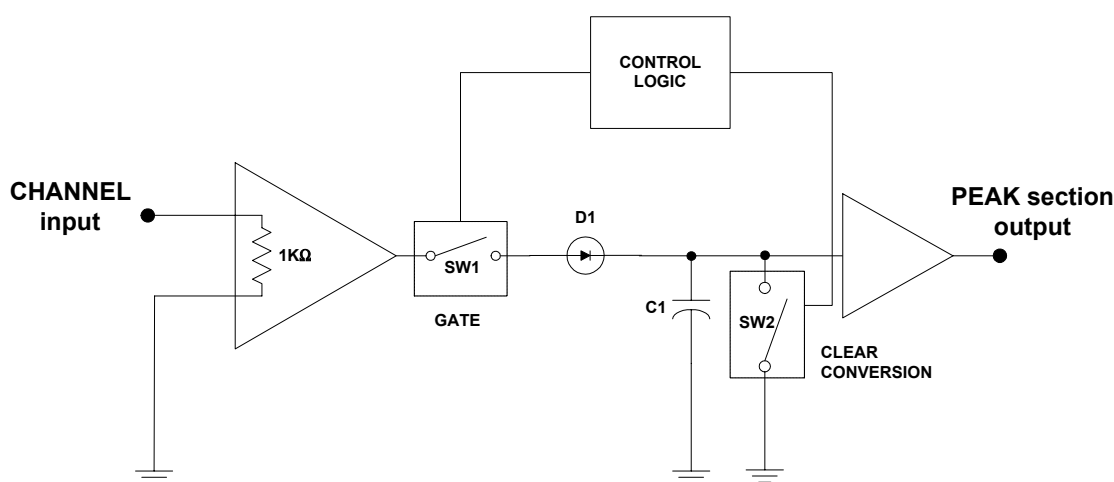 CONTROL
LOGIC
CHANNEL
input
1KΩ
SW1
GATE
D1
C1
SW2
CLEAR
CONVERSION
PEAK section
output